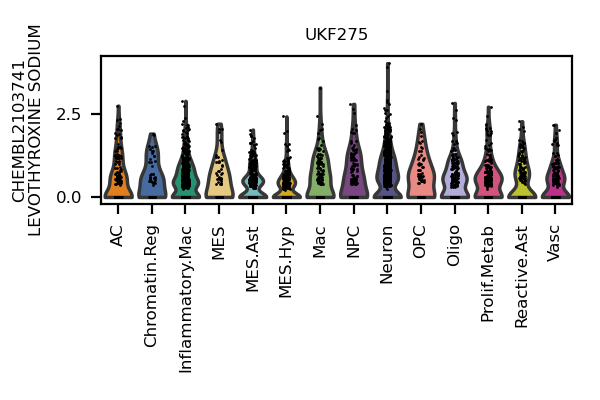 UKF275
CHEMBL2103741
LEVOTHYROXINE SODIUM
2.5
0.0
AC
Chromatin.Reg
Inflammatory.Mac
MES
MES.Ast
MES.Hyp
Mac
NPC
Neuron
OPC
Oligo
Prolif.Metab
Reactive.Ast
Vasc